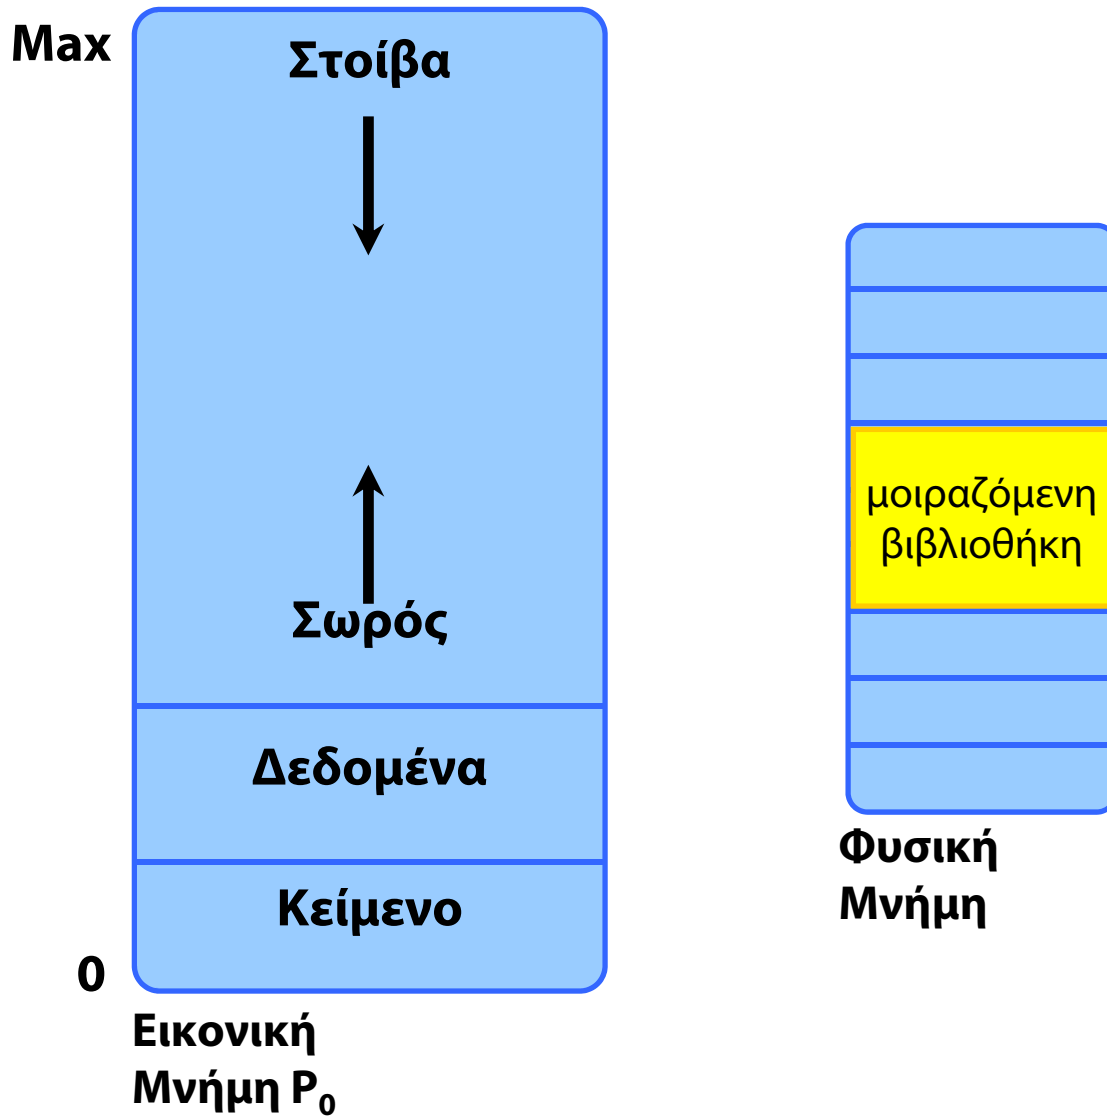 Max
Στοίβα
Σωρός
Δεδομένα
Κείμενο
0
Εικονική
Μνήμη P₀
μοιραζόμενη
βιβλιοθήκη
Φυσική
Μνήμη